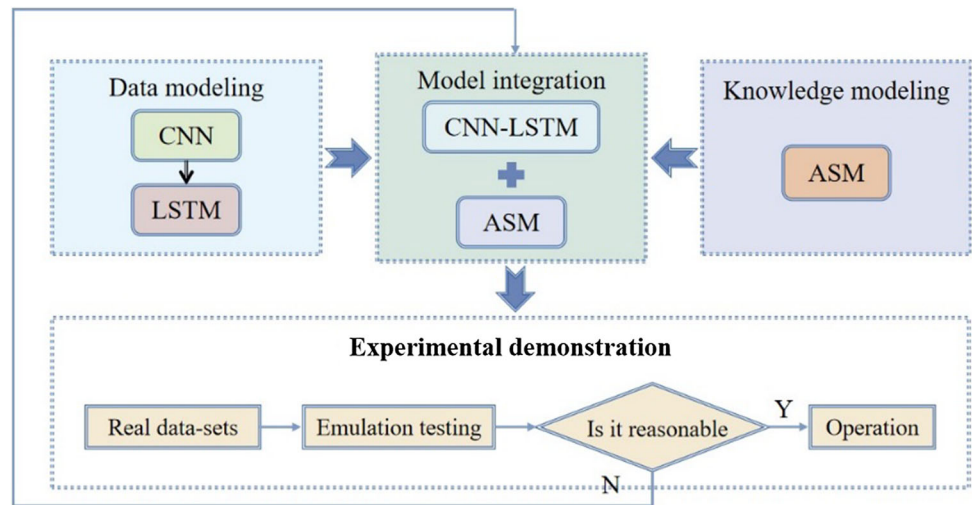 Data modeling
CNN
LSTM
Model integration
CNN-LSTM
ASM
Knowledge modeling
ASM
Experimental demonstration
Real data-sets
Emulation testing
Is it reasonable
Y
Operation
N